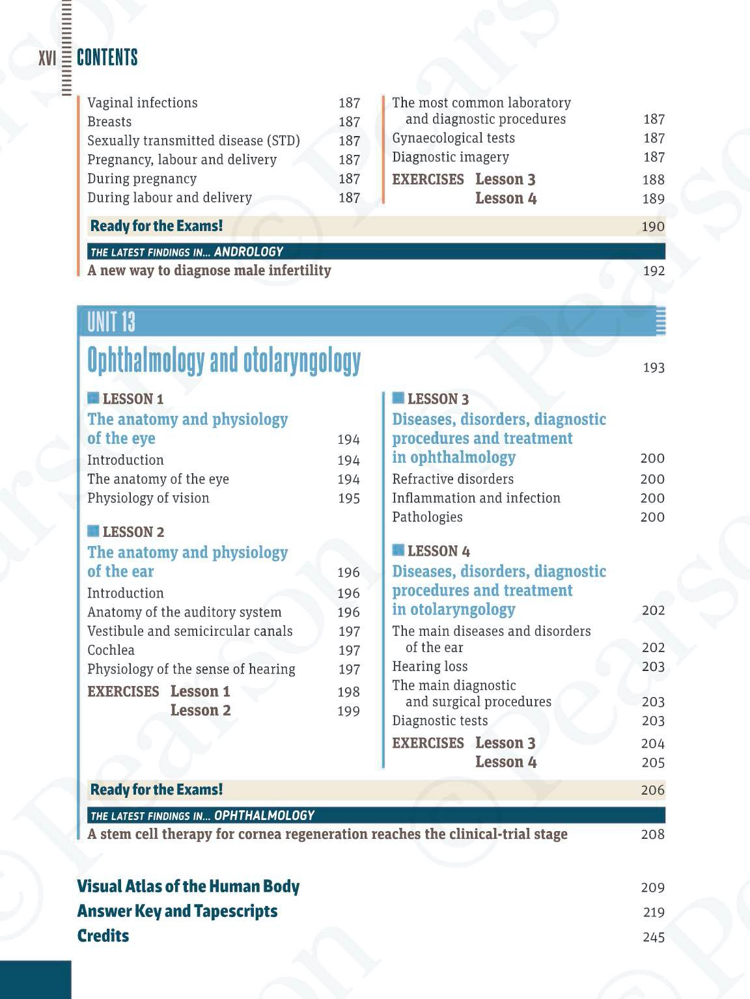 XVI CONTENTS
Vaginal infections 187
Breasts 187
Sexually transmitted disease (STD) 187
Pregnancy, labour and delivery 187
During pregnancy 187
During labour and delivery 187
The most common laboratory
and diagnostic procedures 187
Gynaecological tests 187
Diagnostic imagery 187
EXERCISES Lesson 3 188
Lesson 4 189
Ready for the Exams! 190
THE LATEST FINDINGS IN... ANDROLOGY
A new way to diagnose male infertility 192
UNIT 13
Ophthalmology and otolaryngology 193
LESSON 1
The anatomy and physiology
of the eye 194
Introduction 194
The anatomy of the eye 194
Physiology of vision 195
LESSON 2
The anatomy and physiology
of the ear 196
Introduction 196
Anatomy of the auditory system 196
Vestibule and semicircular canals 197
Cochlea 197
Physiology of the sense of hearing 197
EXERCISES Lesson 1 198
Lesson 2 199
LESSON 3
Diseases, disorders, diagnostic
procedures and treatment
in ophthalmology 200
Refractive disorders 200
Inflammation and infection 200
Pathologies 200
LESSON 4
Diseases, disorders, diagnostic
procedures and treatment
in otolaryngology 202
The main diseases and disorders
of the ear 202
Hearing loss 203
The main diagnostic
and surgical procedures 203
Diagnostic tests 203
EXERCISES Lesson 3 204
Lesson 4 205
Ready for the Exams! 206
THE LATEST FINDINGS IN... OPHTHALMOLOGY
A stem cell therapy for cornea regeneration reaches the clinical-trial stage 208
Visual Atlas of the Human Body 209
Answer Key and Tapescripts 219
Credits 245
© Pearson